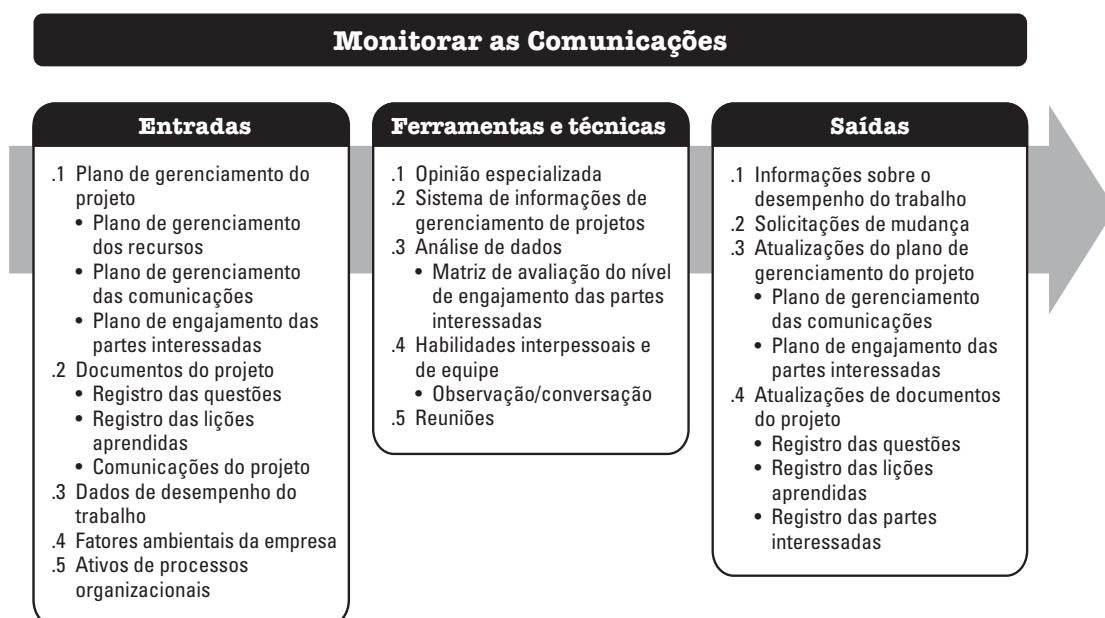 Monitorar as Comunicações
Entradas
.1 Plano de gerenciamento do
projeto
• Plano de gerenciamento
dos recursos
• Plano de gerenciamento
das comunicações
• Plano de engajamento das
partes interessadas
.2 Documentos do projeto
• Registro das questões
• Registro das lições
aprendidas
• Comunicações do projeto
.3 Dados de desempenho do
trabalho
.4 Fatores ambientais da empresa
.5 Ativos de processos
organizacionais
Ferramentas e técnicas
.1 Opinião especializada
.2 Sistema de informações de
gerenciamento de projetos
.3 Análise de dados
• Matriz de avaliação do nível
de engajamento das partes
interessadas
.4 Habilidades interpessoais e
de equipe
• Observação/conversação
.5 Reuniões
Saídas
.1 Informações sobre o
desempenho do trabalho
.2 Solicitações de mudança
.3 Atualizações do plano de
gerenciamento do projeto
• Plano de gerenciamento
das comunicações
• Plano de engajamento das
partes interessadas
.4 Atualizações de documentos
do projeto
• Registro das questões
• Registro das lições
aprendidas
• Registro das partes
interessadas